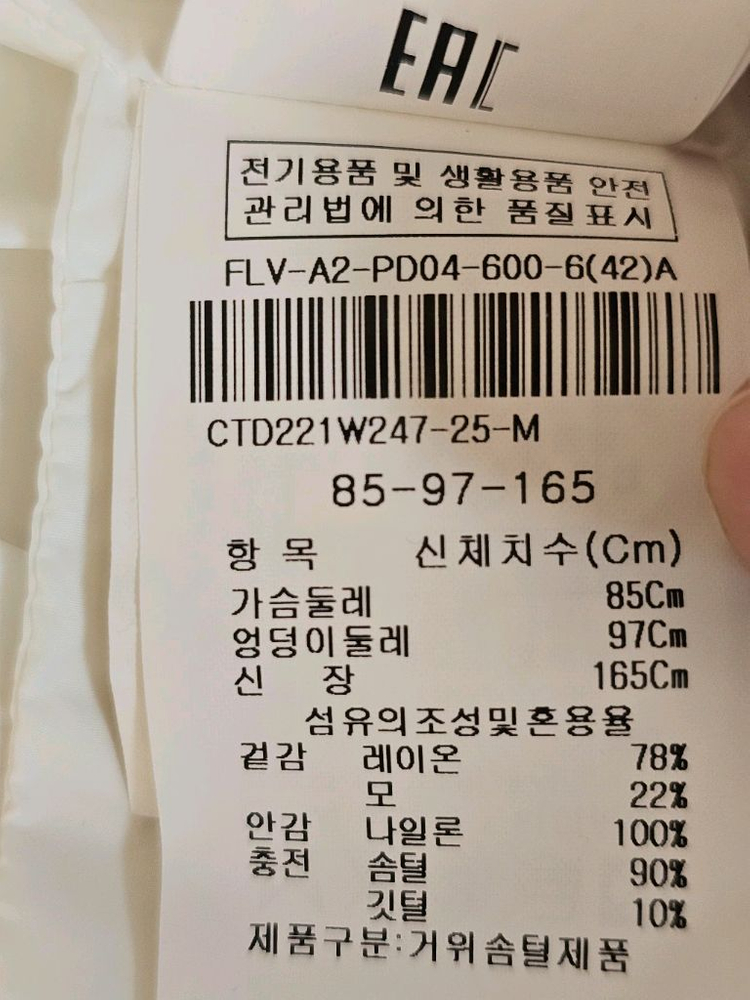 EAC
전기용품 및 생활용품 안전
관리법에 의한 품질표시
FLV-A2-PD04-600-6(42)A
CTD221W247-25-M
85-97-165
항 목 신체치수(Cm)
가슴둘레 85Cm
엉덩이둘레 97Cm
신 장 165Cm
섬유의조성및혼용율
겉감 레이온 78%
모 22%
안감 나일론 100%
충전 솜털 90%
깃털 10%
제품구분:거위솜털제품